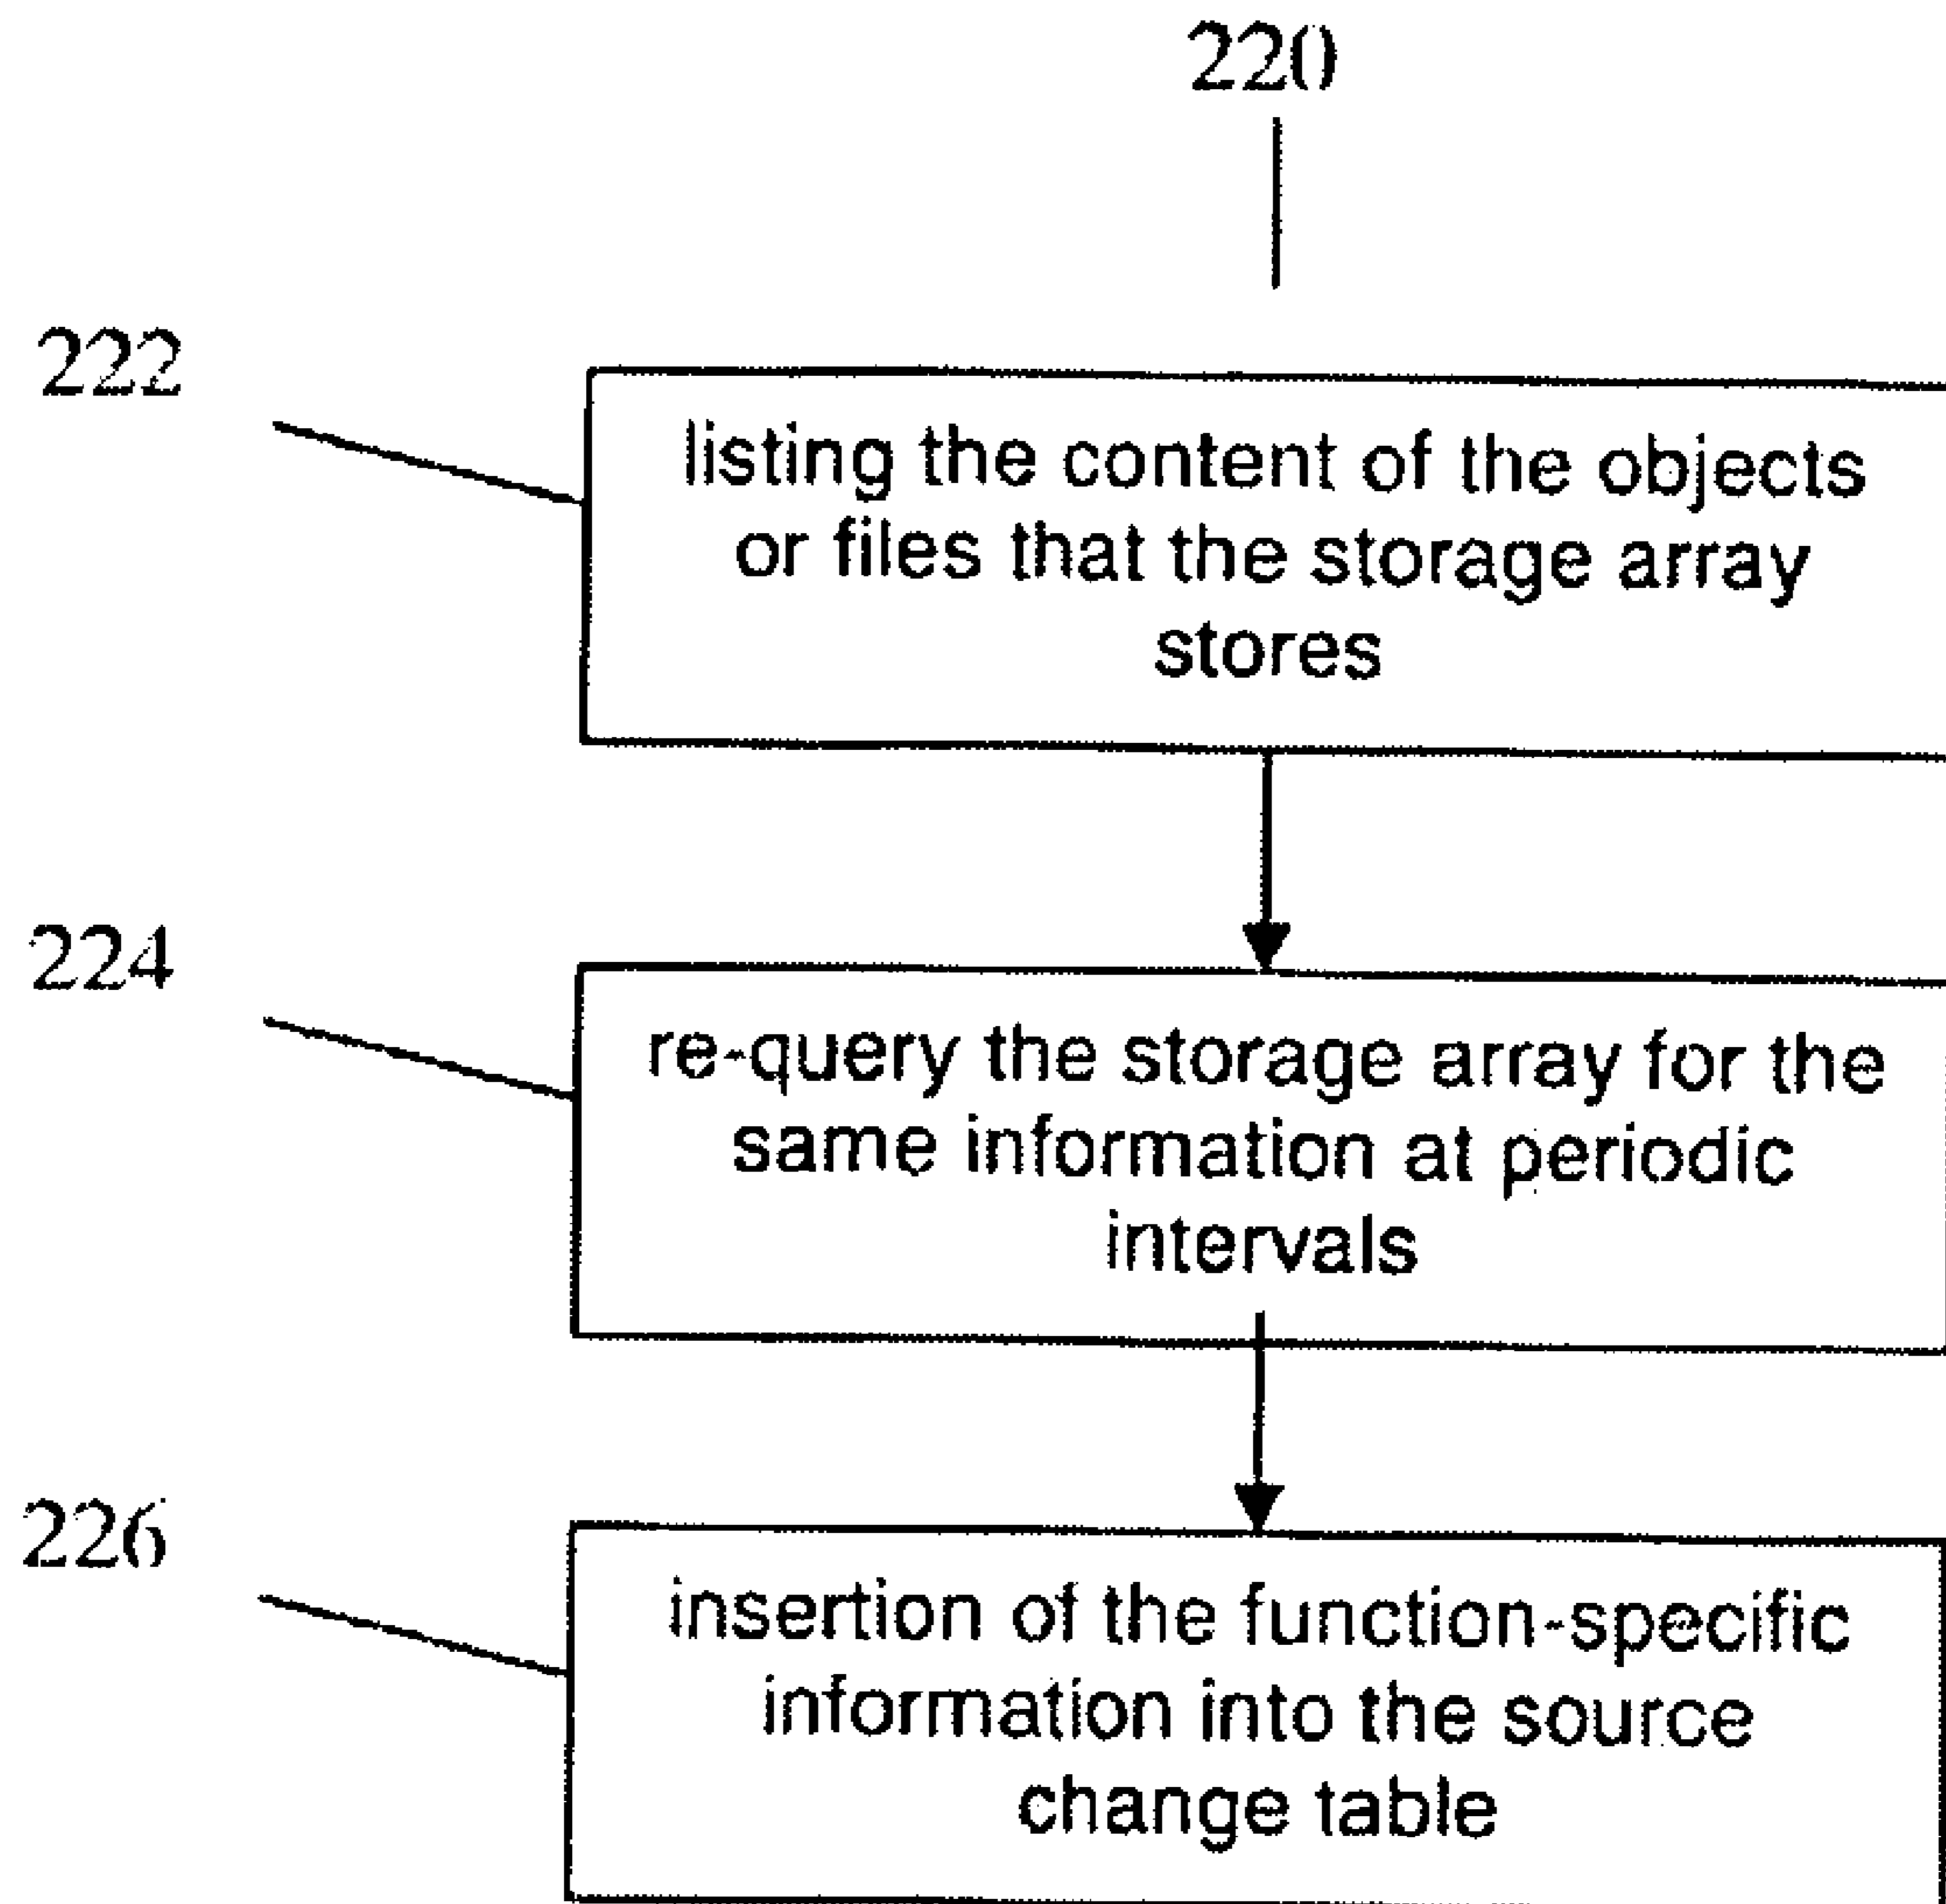 220
222
listing the content of the objects
or files that the storage array
stores
224
re-query the storage array for the
same information at periodic
intervals
226
insertion of the function-specific
information into the source
change table